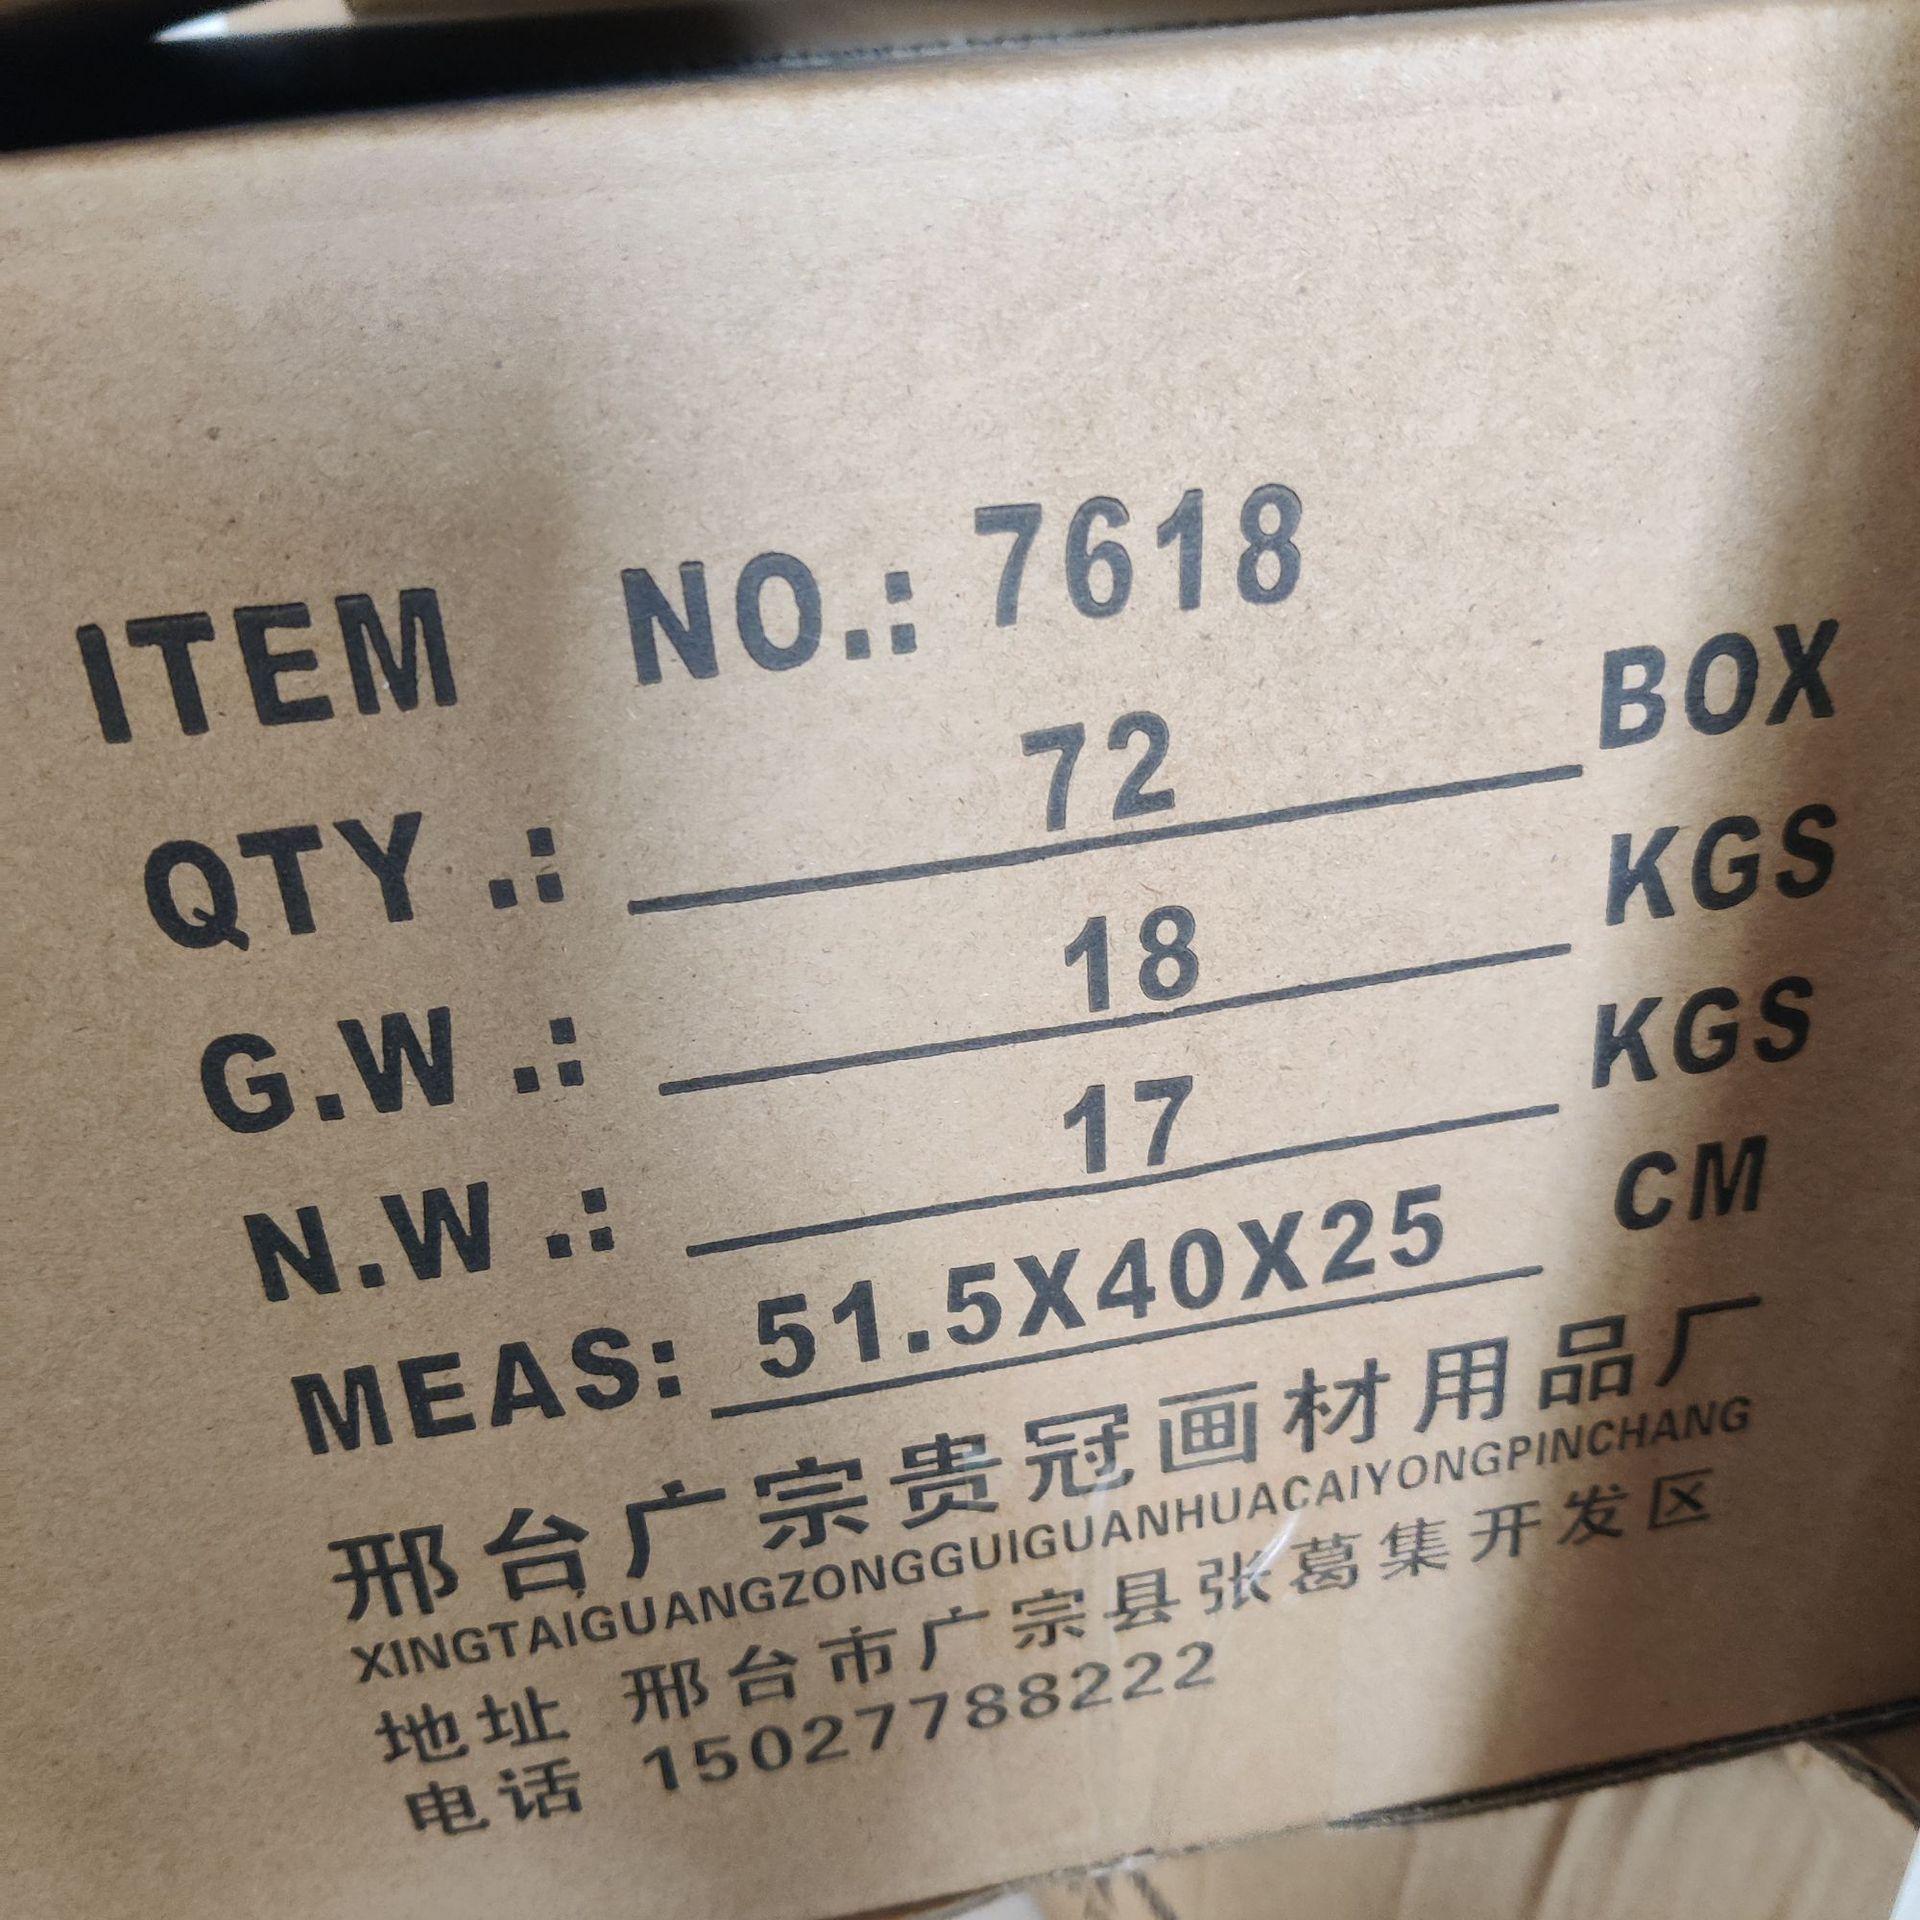 ITEM NO.: 7618
QTY .: 72 BOX
G.W .: 18 KGS
N.W .: 17 KGS
MEAS: 51.5X40X25 CM
邢台广宗贵冠画材用品厂
XINGTAIGUANGZONGGUIGUANHUACAIYONGPINCHANG
地址 邢台市广宗县张葛集开发区
电话 15027788222